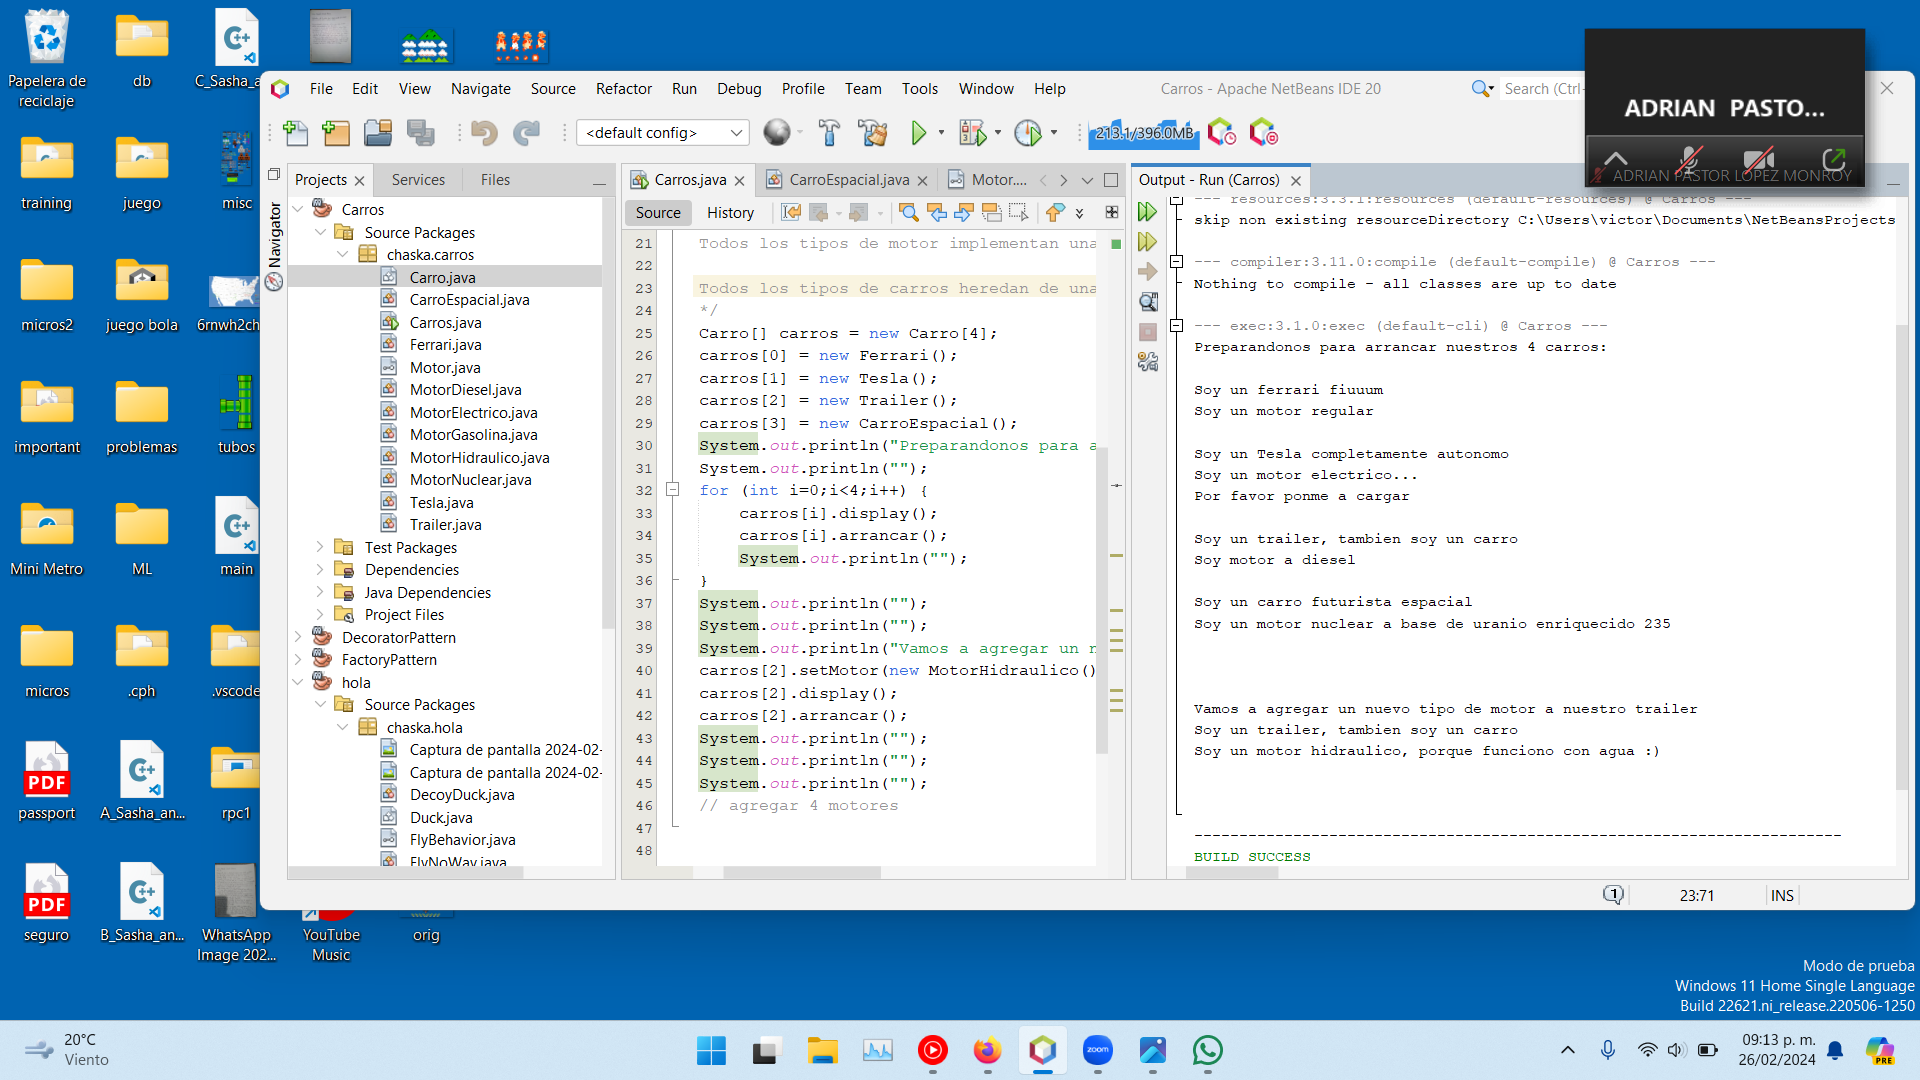 Papelera de
reciclaje
db
C_Sasha_a
training
juego
misc
micros2
juego bola
6rnwh2ch
important
problemas
tubos
Mini Metro
ML
main
micros
.cph
.vscode
PDF
passport
A_Sasha_an...
rpc1
PDF
seguro
B_Sasha_an...
WhatsApp
Image 202...
YouTube
Music
orig
File Edit View Navigate Source Refactor Run Debug Profile Team Tools Window Help
Carros - Apache NetBeans IDE 20
Search (Ctrl-
<default config>
213.1/396.0MB
ADRIAN PASTO...
ADRIAN PASTOR LOPEZ MONROY
Navigator
Projects Services Files
Carros
Source Packages
chaska.carros
Carro.java
CarroEspacial.java
Carros.java
Ferrari.java
Motor.java
MotorDiesel.java
MotorElectrico.java
MotorGasolina.java
MotorHidraulico.java
MotorNuclear.java
Tesla.java
Trailer.java
Test Packages
Dependencies
Java Dependencies
Project Files
DecoratorPattern
FactoryPattern
hola
Source Packages
chaska.hola
Captura de pantalla 2024-02-
Captura de pantalla 2024-02-
DecoyDuck.java
Duck.java
FlyBehavior.java
FlyNoWay.java
Carros.java CarroEspacial.java Motor....
Source History
21 Todos los tipos de motor implementan una
22
23 Todos los tipos de carros heredan de una
24 */
25 Carro[] carros = new Carro[4];
26 carros[0] = new Ferrari();
27 carros[1] = new Tesla();
28 carros[2] = new Trailer();
29 carros[3] = new CarroEspacial();
30 System.out.println("Preparandonos para a
31 System.out.println("");
32 for (int i=0;i<4;i++) {
33 carros[i].display();
34 carros[i].arrancar();
35 System.out.println("");
36 }
37 System.out.println("");
38 System.out.println("");
39 System.out.println("Vamos a agregar un n
40 carros[2].setMotor(new MotorHidraulico()
41 carros[2].display();
42 carros[2].arrancar();
43 System.out.println("");
44 System.out.println("");
45 System.out.println("");
46 // agregar 4 motores
47
48
Output - Run (Carros)
--- resources:3.3.1:resources (default-resources) @ Carros ---
skip non existing resourceDirectory C:\Users\victor\Documents\NetBeansProjects
--- compiler:3.11.0:compile (default-compile) @ Carros ---
Nothing to compile - all classes are up to date
--- exec:3.1.0:exec (default-cli) @ Carros ---
Preparandonos para arrancar nuestros 4 carros:
Soy un ferrari fiuuum
Soy un motor regular
Soy un Tesla completamente autonomo
Soy un motor electrico...
Por favor ponme a cargar
Soy un trailer, tambien soy un carro
Soy motor a diesel
Soy un carro futurista espacial
Soy un motor nuclear a base de uranio enriquecido 235
Vamos a agregar un nuevo tipo de motor a nuestro trailer
Soy un trailer, tambien soy un carro
Soy un motor hidraulico, porque funciono con agua :)
------------------------------------------------------------------------
BUILD SUCCESS
1
23:71
INS
Modo de prueba
Windows 11 Home Single Language
Build 22621.ni_release.220506-1250
20°C
Viento
zoom
09:13 p. m.
26/02/2024
PRE